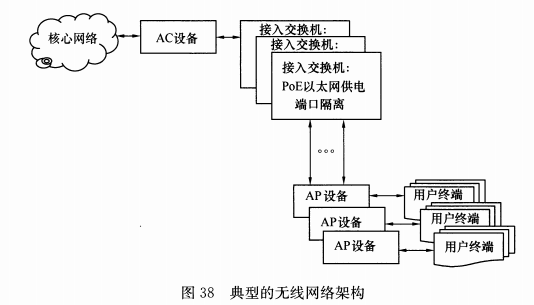 核心网络
AC设备
接入交换机:
接入交换机:
接入交换机:
PoE以太网供电
端口隔离
AP设备
用户终端
AP设备
用户终端
AP设备
用户终端
图 38 典型的无线网络架构